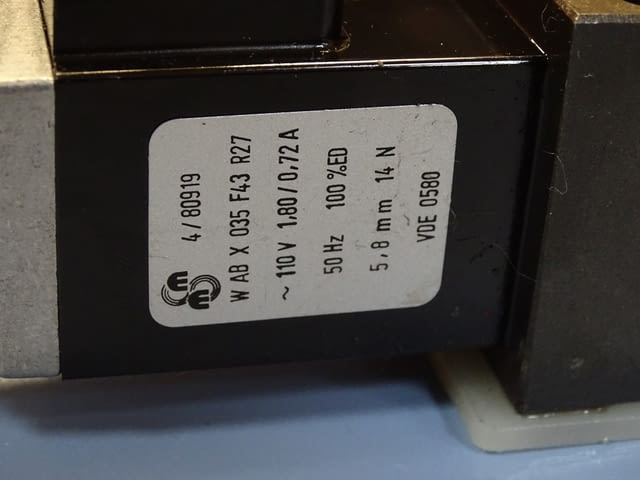 4/80919
W AB X 035 F43 R27
~ 110 V 1,80/0,72 A
50 Hz 100 %ED
5,8 mm 14 N
VDE 0580